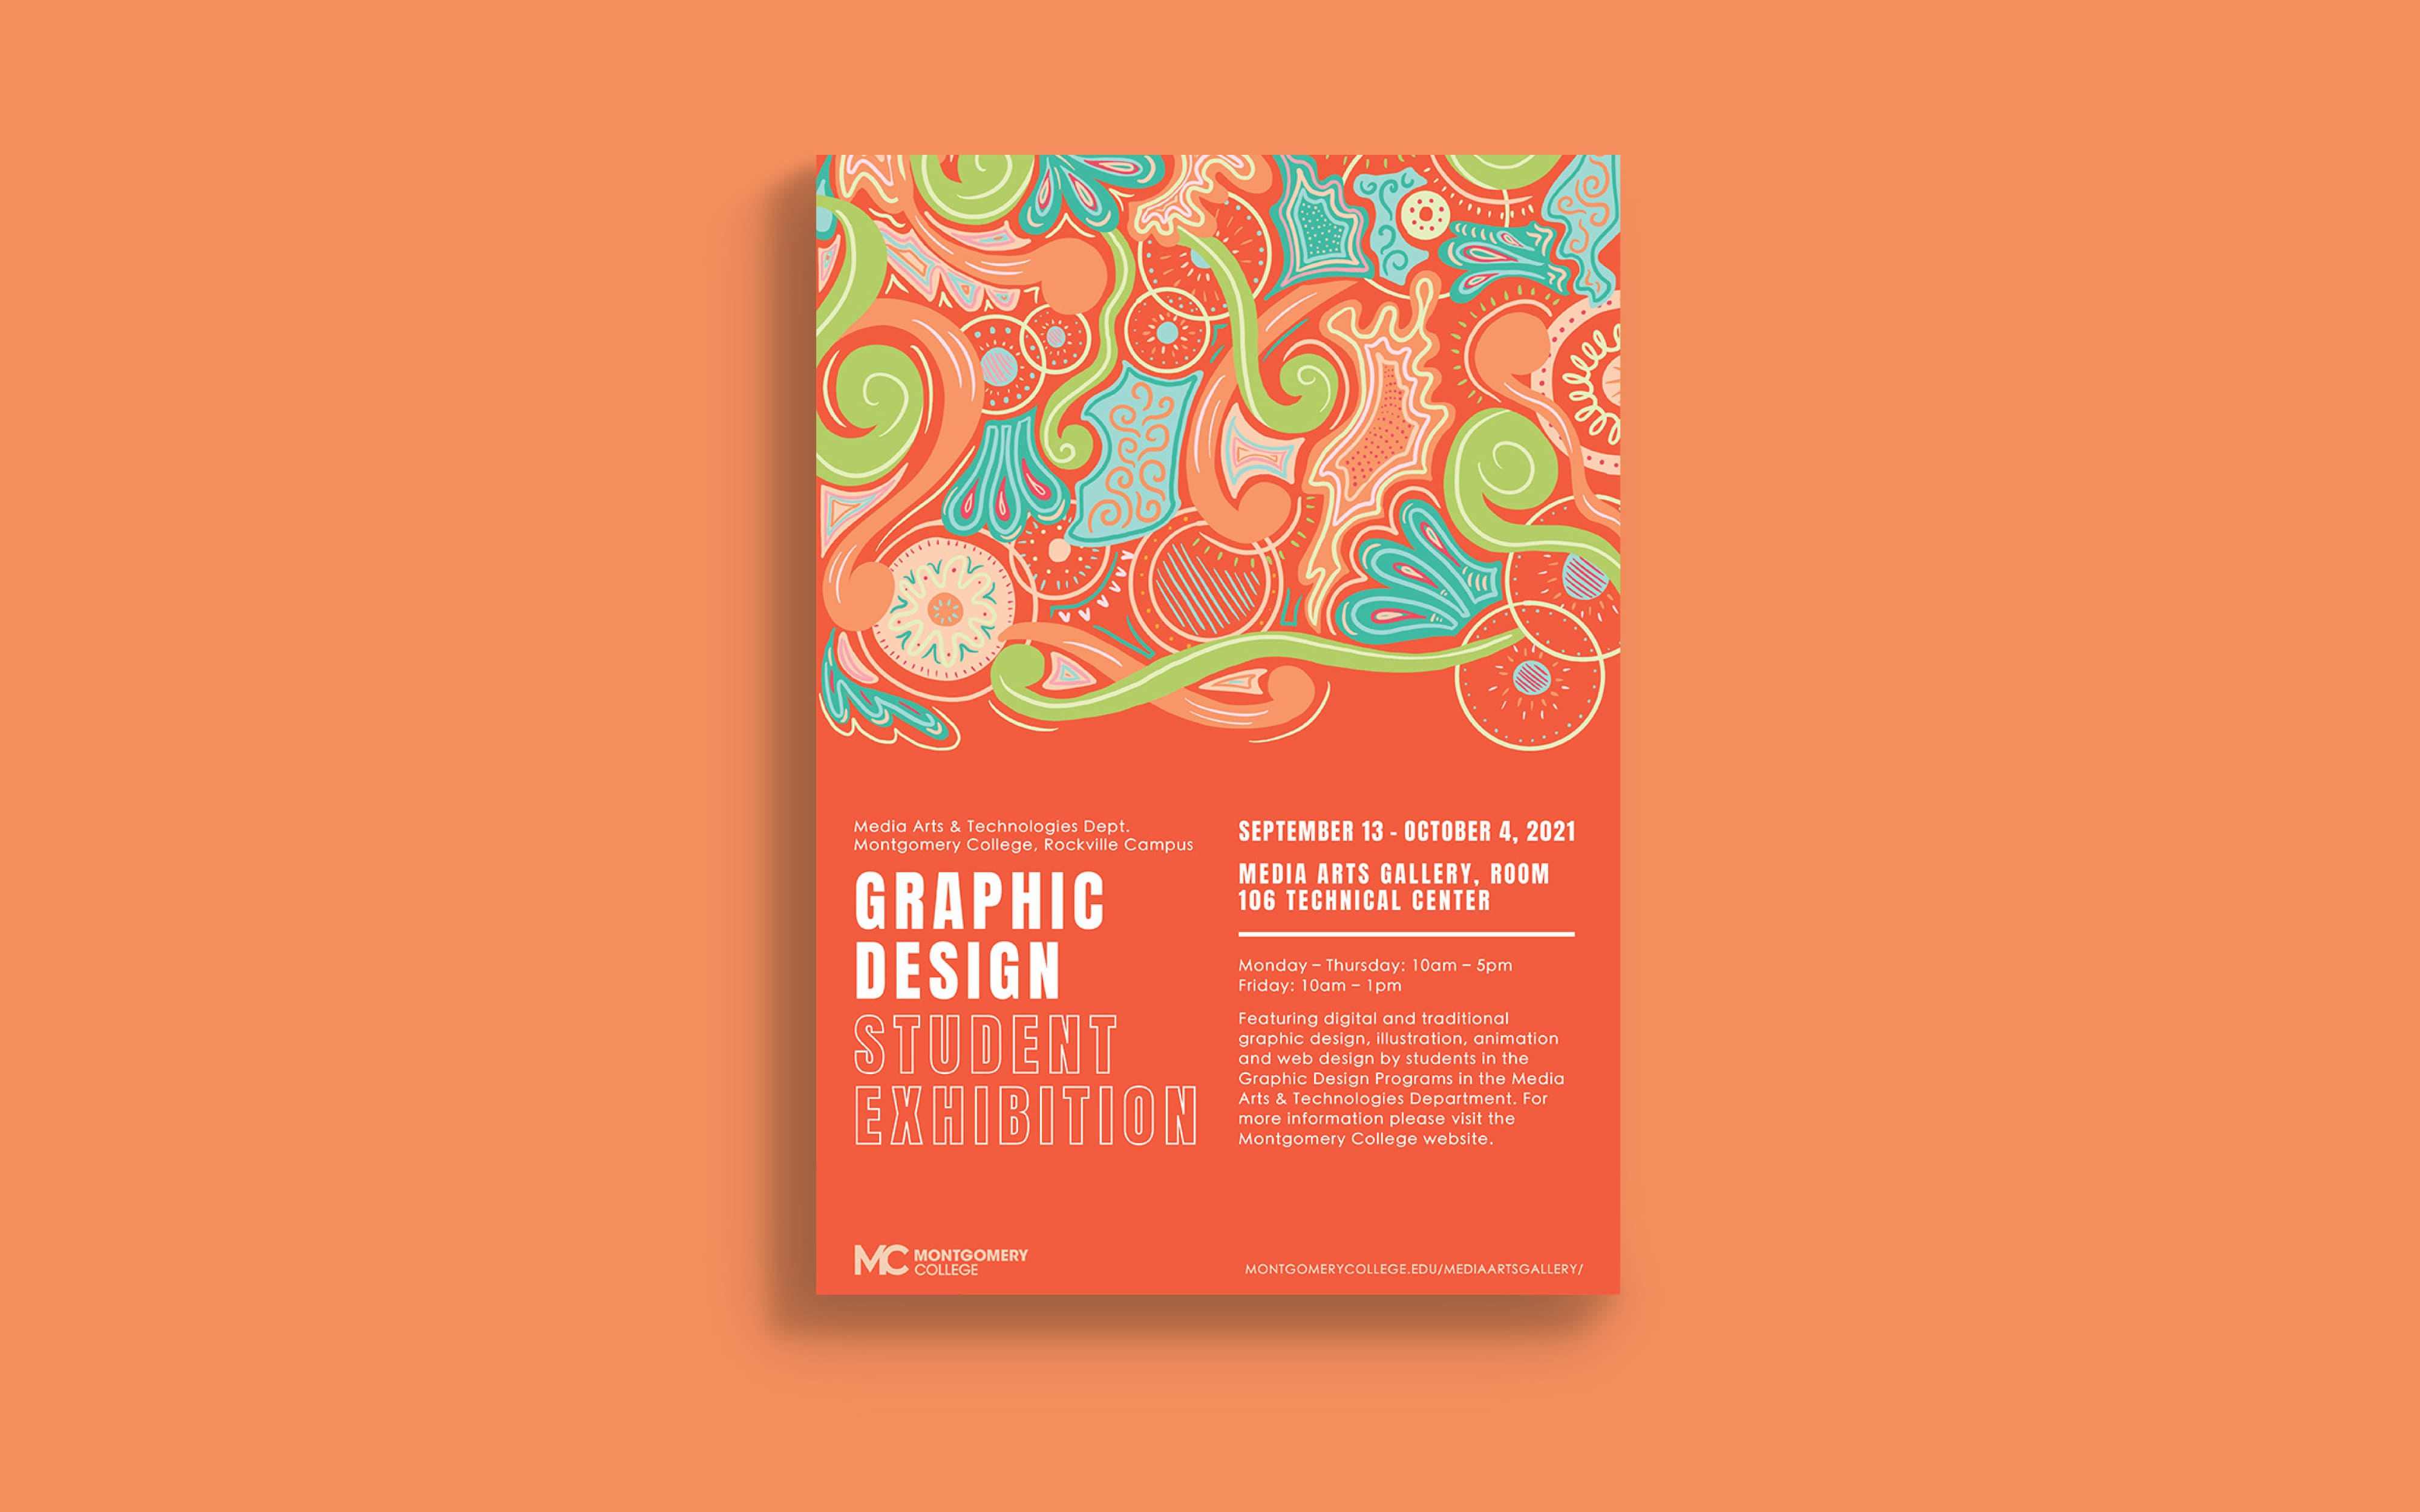 Media Arts & Technologies Dept.
Montgomery College, Rockville Campus
GRAPHIC
DESIGN
STUDENT
EXHIBITION
SEPTEMBER 13 - OCTOBER 4, 2021
MEDIA ARTS GALLERY, ROOM
106 TECHNICAL CENTER
Monday – Thursday: 10am – 5pm
Friday: 10am – 1pm
Featuring digital and traditional
graphic design, illustration, animation
and web design by students in the
Graphic Design Programs in the Media
Arts & Technologies Department. For
more information please visit the
Montgomery College website.
MC MONTGOMERY
COLLEGE
MONTGOMERYCOLLEGE.EDU/MEDIAARTSGALLERY/